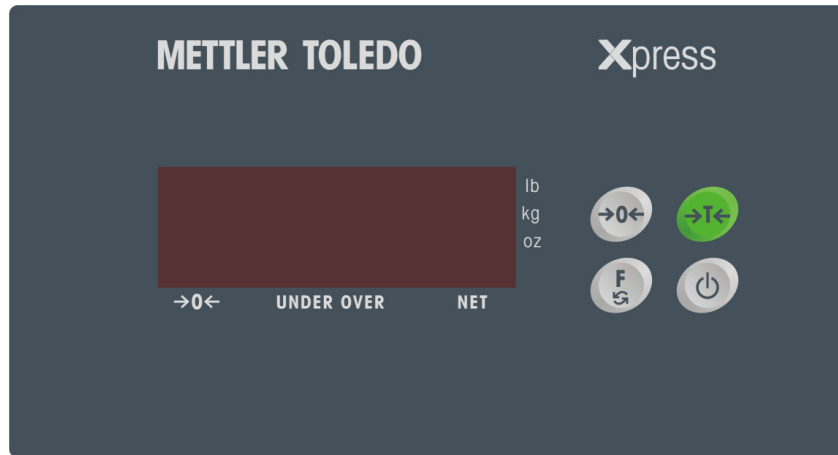 METTLER TOLEDO
Xpress
lb
kg
oz
→0←
→T←
F
→0← UNDER OVER NET